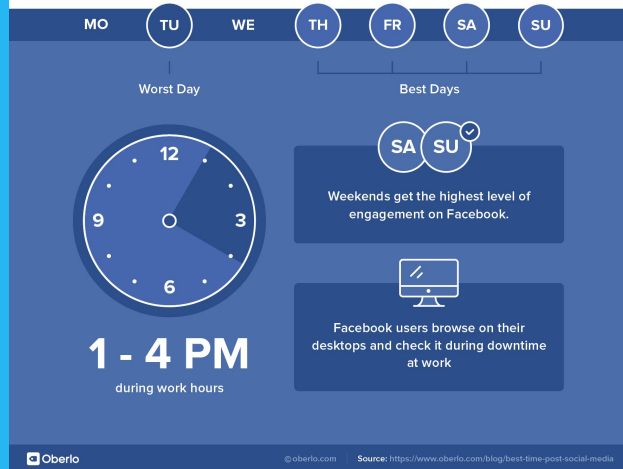 MO TU WE TH FR SA SU
Worst Day
Best Days
12
9 3
6
1 - 4 PM
during work hours
SA SU
Weekends get the highest level of
engagement on Facebook.
Facebook users browse on their
desktops and check it during downtime
at work
Oberlo
©oberlo.com
Source: https://www.oberlo.com/blog/best-time-post-social-media